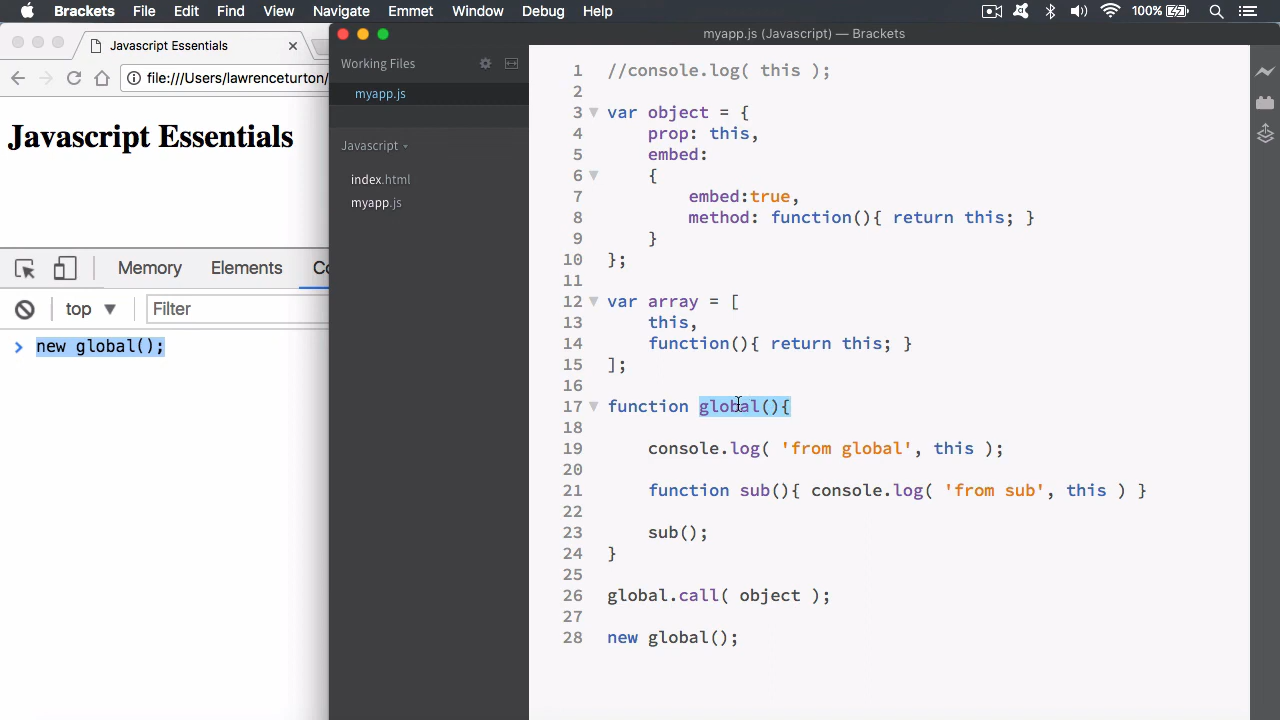 Brackets File Edit Find View Navigate Emmet Window Debug Help 100%
Javascript Essentials
file:///Users/lawrenceturton/
Javascript Essentials
Memory Elements Co
top Filter
new global();
myapp.js (Javascript) — Brackets
Working Files
myapp.js
Javascript
index.html
myapp.js
1 //console.log( this );
2
3 var object = {
4 prop: this,
5 embed:
6 {
7 embed:true,
8 method: function(){ return this; }
9 }
10 };
11
12 var array = [
13 this,
14 function(){ return this; }
15 ];
16
17 function global(){
18
19 console.log( 'from global', this );
20
21 function sub(){ console.log( 'from sub', this ) }
22
23 sub();
24 }
25
26 global.call( object );
27
28 new global();